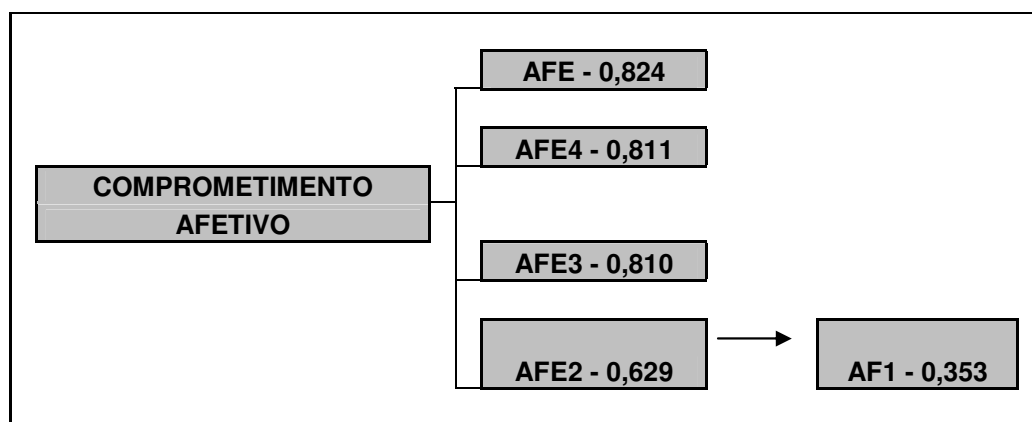 AFE - 0,824
AFE4 - 0,811
COMPROMETIMENTO
AFETIVO
AFE3 - 0,810
AFE2 - 0,629
AF1 - 0,353